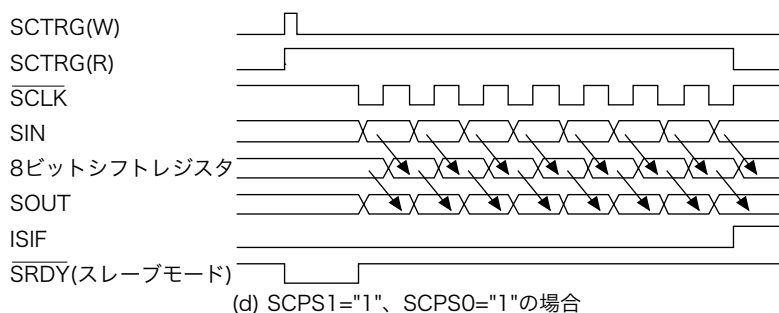 SCTRG(W)
SCTRG(R)
SCLK
SIN
8ビットシフトレジスタ
SOUT
ISIF
SRDY(スレーブモード)
(d) SCPS1="1"、SCPS0="1"の場合